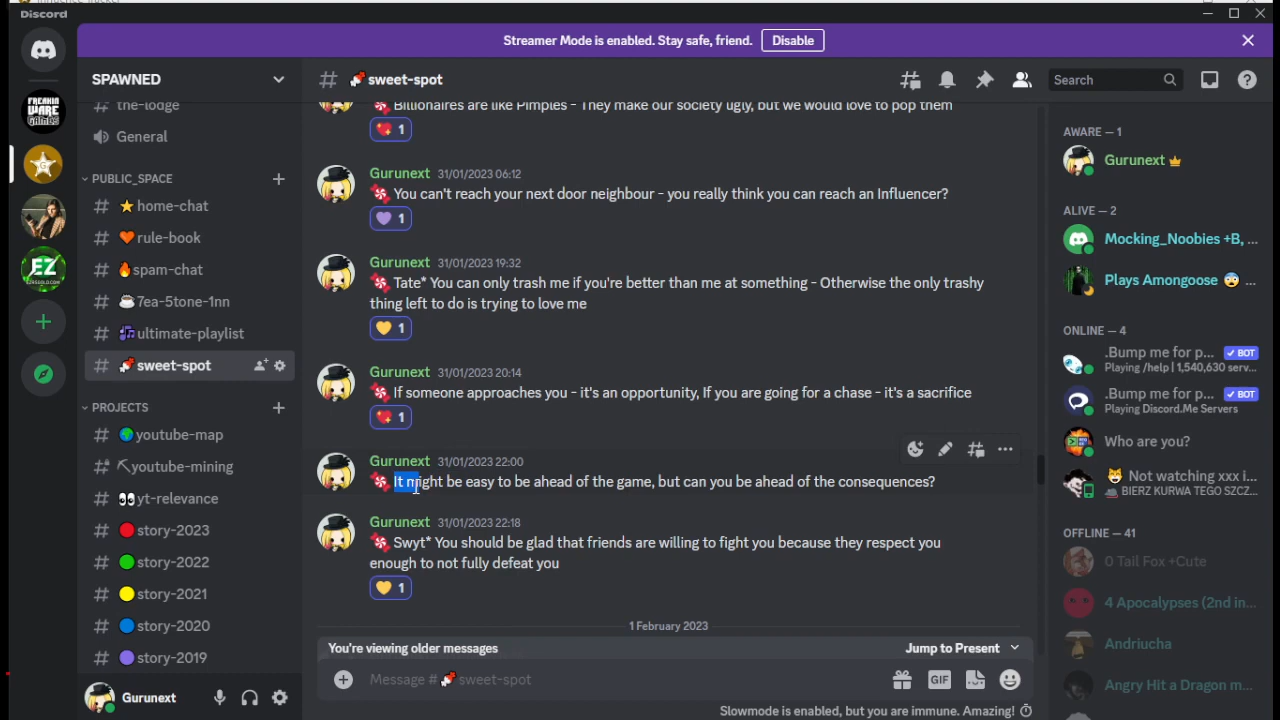 Discord
Streamer Mode is enabled. Stay safe, friend.
Disable
FREAKIN
WARE
GAMES
G
EZ
SPAWNED
the-lodge
General
PUBLIC_SPACE
home-chat
rule-book
spam-chat
7ea-5tone-1nn
ultimate-playlist
sweet-spot
PROJECTS
youtube-map
youtube-mining
yt-relevance
story-2023
story-2022
story-2021
story-2020
story-2019
Gurunext
sweet-spot
Search
Billionaires are like Pimples - They make our society ugly, but we would love to pop them
1
Gurunext 31/01/2023 06:12
You can't reach your next door neighbour - you really think you can reach an Influencer?
1
Gurunext 31/01/2023 19:32
Tate* You can only trash me if you're better than me at something - Otherwise the only trashy
thing left to do is trying to love me
1
Gurunext 31/01/2023 20:14
If someone approaches you - it's an opportunity, If you are going for a chase - it's a sacrifice
1
Gurunext 31/01/2023 22:00
It might be easy to be ahead of the game, but can you be ahead of the consequences?
Gurunext 31/01/2023 22:18
Swyt* You should be glad that friends are willing to fight you because they respect you
enough to not fully defeat you
1
1 February 2023
You're viewing older messages
Jump to Present
Message # sweet-spot
GIF
Slowmode is enabled, but you are immune. Amazing!
AWARE — 1
Gurunext
ALIVE — 2
Mocking_Noobies +B, ...
Plays Amongoose ...
ONLINE — 4
.Bump me for p... BOT
Playing /help | 1,540,630 serv...
.Bump me for p... BOT
Playing Discord.Me Servers
Who are you?
Not watching xxx i...
BIERZ KURWA TEGO SZCZ...
OFFLINE — 41
0 Tail Fox +Cute
4 Apocalypses (2nd in...
Andriucha
Angry Hit a Dragon m...